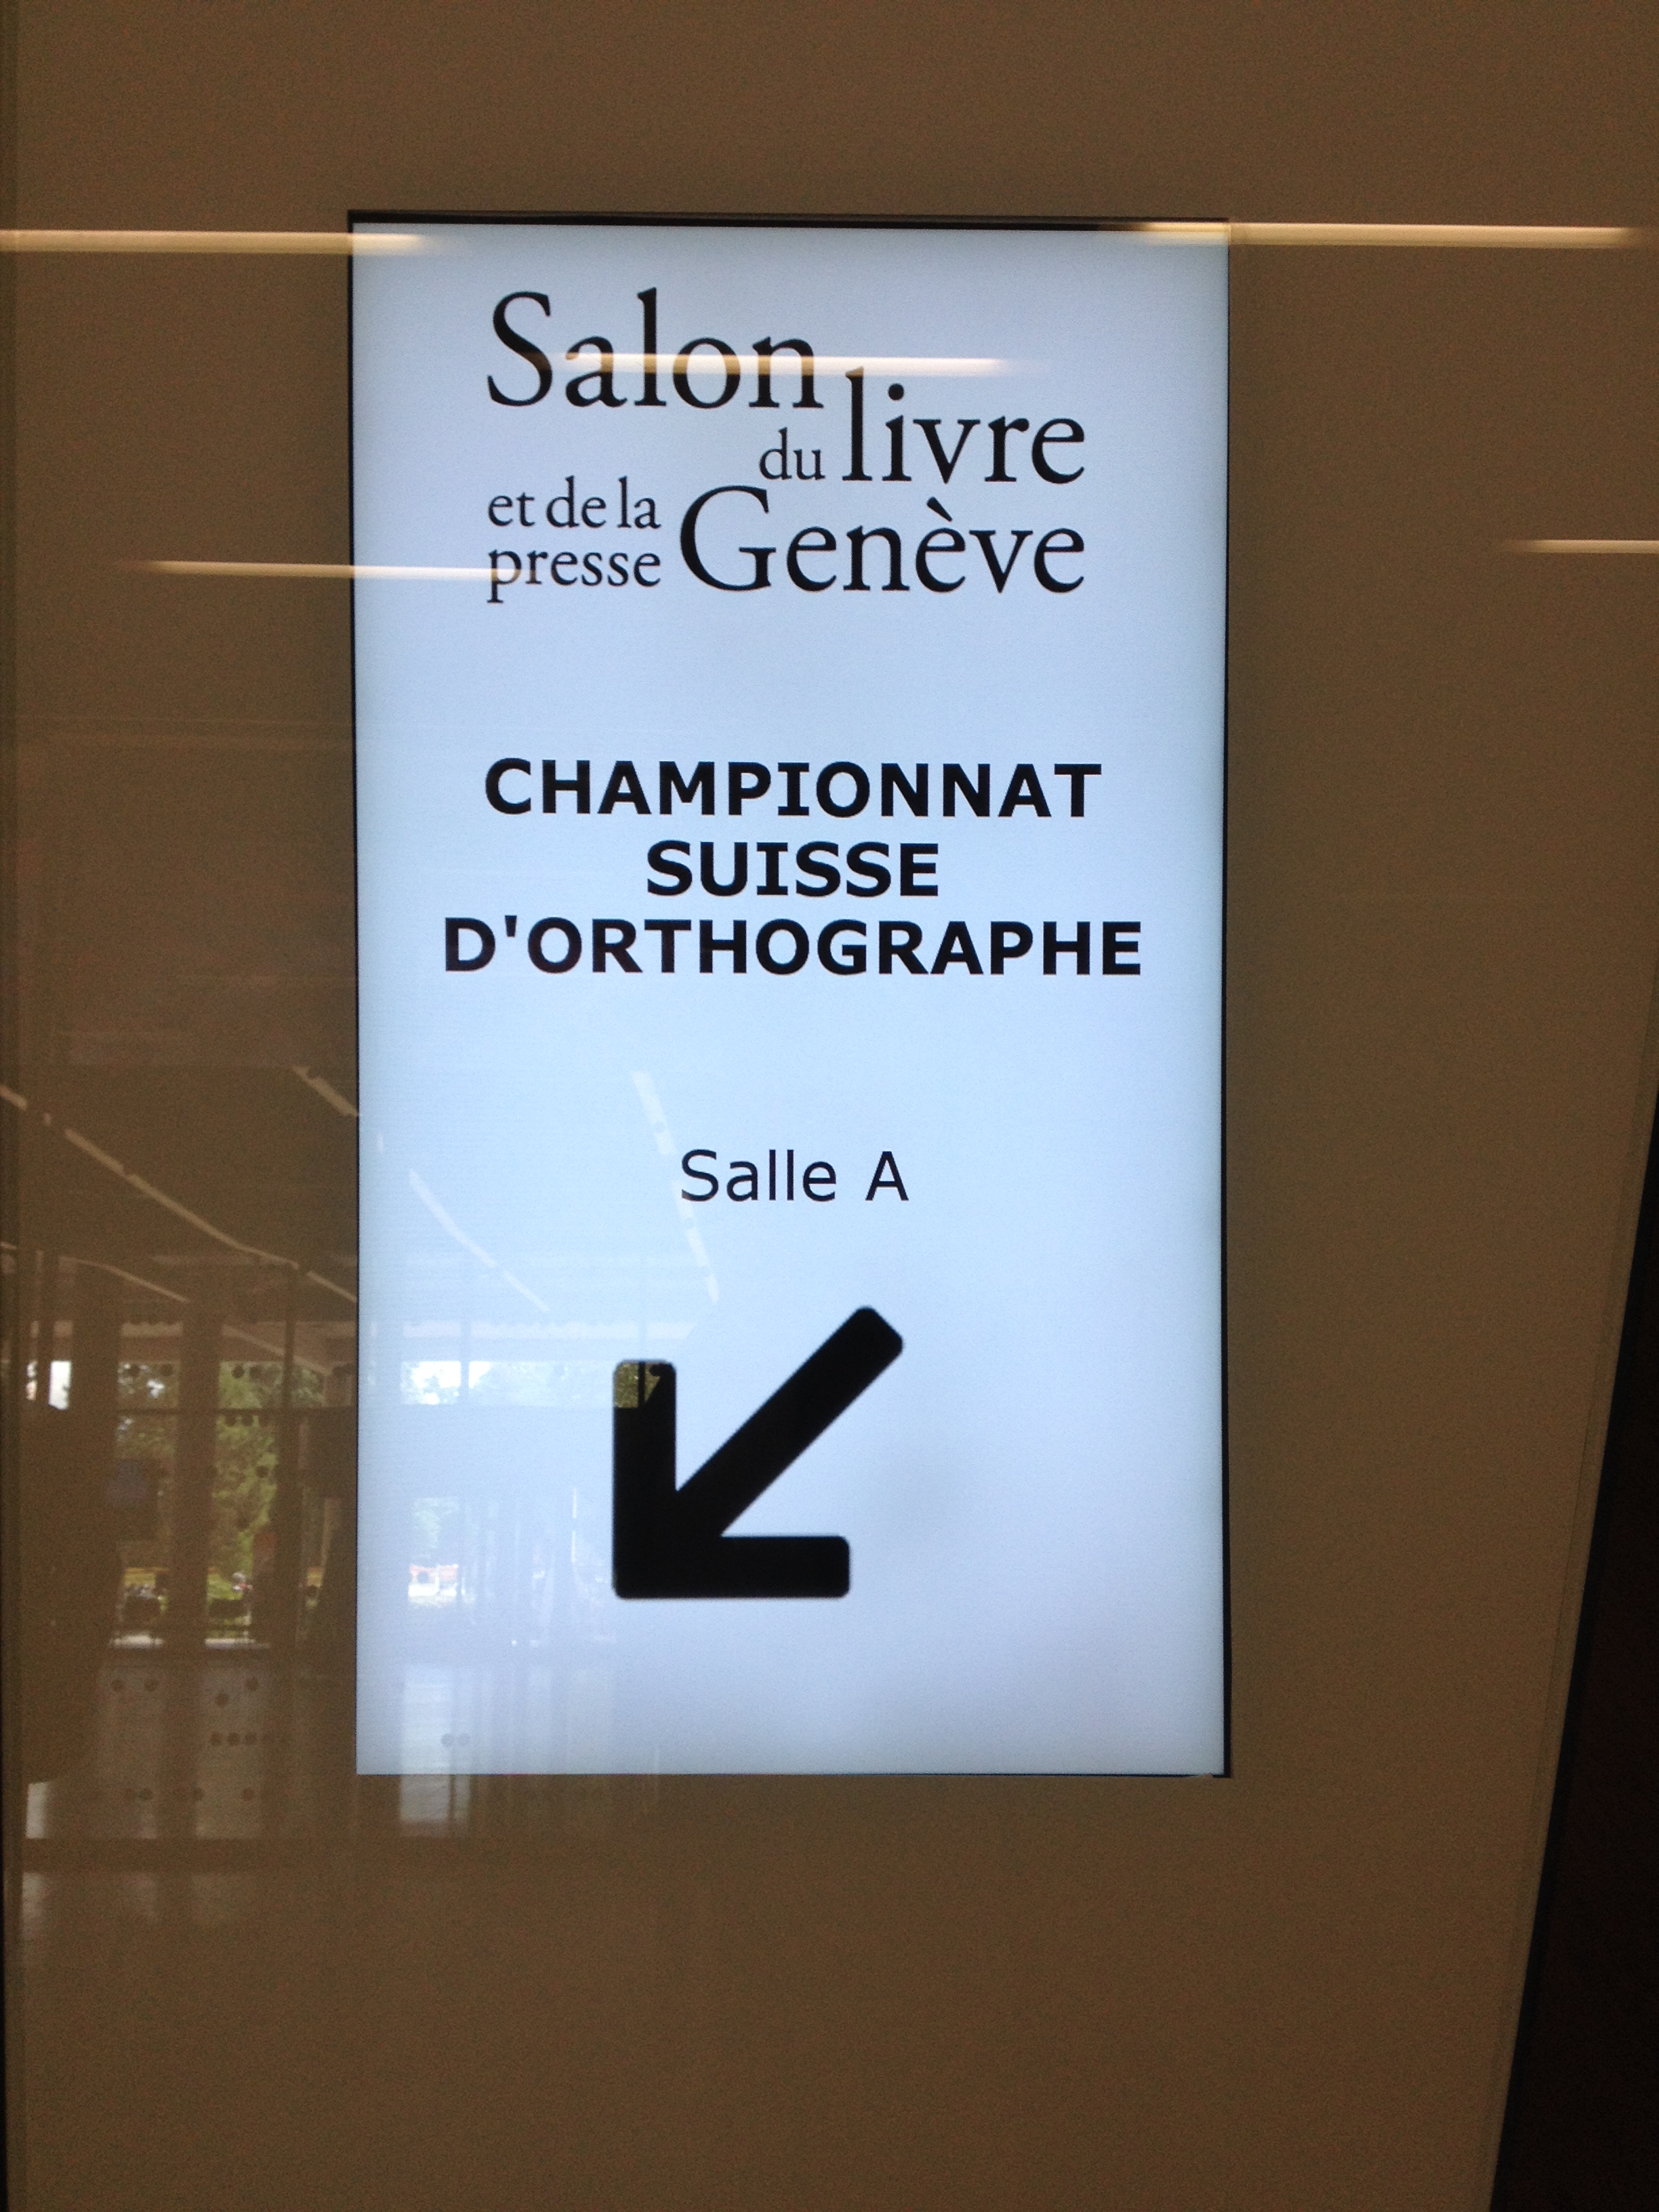 Salon
du livre
et de la
presse Genève
CHAMPIONNAT
SUISSE
D'ORTHOGRAPHE
Salle A